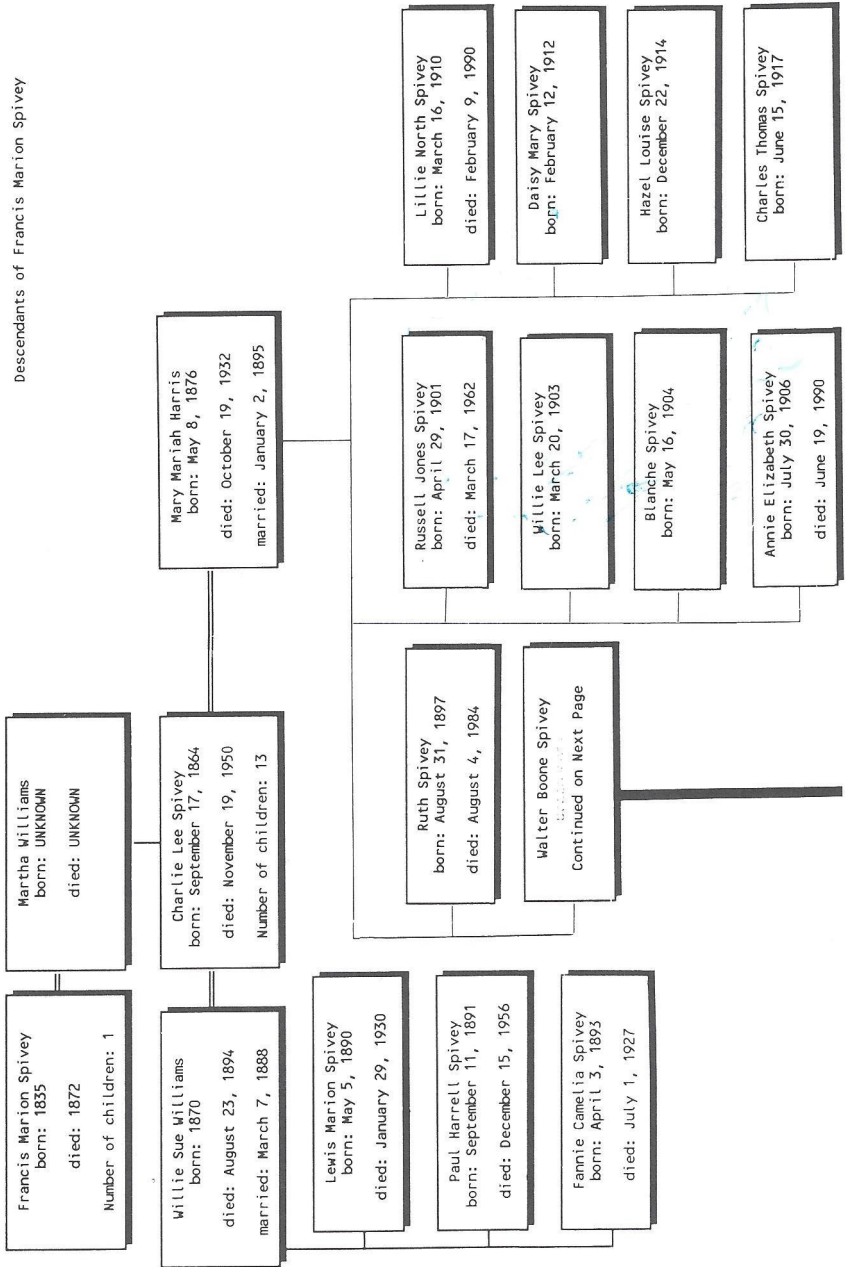 Descendants of Francis Marion Spivey
Francis Marion Spivey
born: 1835
died: 1872
Number of children: 1
Martha Williams
born: UNKNOWN
died: UNKNOWN
Willie Sue Williams
born: 1870
died: August 23, 1894
married: March 7, 1888
Charlie Lee Spivey
born: September 17, 1864
died: November 19, 1950
Number of children: 13
Mary Mariah Harris
born: May 8, 1876
died: October 19, 1932
married: January 2, 1895
Lewis Marion Spivey
born: May 5, 1890
died: January 29, 1930
Paul Harrell Spivey
born: September 11, 1891
died: December 15, 1956
Fannie Camelia Spivey
born: April 3, 1893
died: July 1, 1927
Ruth Spivey
born: August 31, 1897
died: August 4, 1984
Walter Boone Spivey
Continued on Next Page
Russell Jones Spivey
born: April 29, 1901
died: March 17, 1962
Willie Lee Spivey
born: March 20, 1903
Blanche Spivey
born: May 16, 1904
Annie Elizabeth Spivey
born: July 30, 1906
died: June 19, 1990
Lillie North Spivey
born: March 16, 1910
died: February 9, 1990
Daisy Mary Spivey
born: February 12, 1912
Hazel Louise Spivey
born: December 22, 1914
Charles Thomas Spivey
born: June 15, 1917